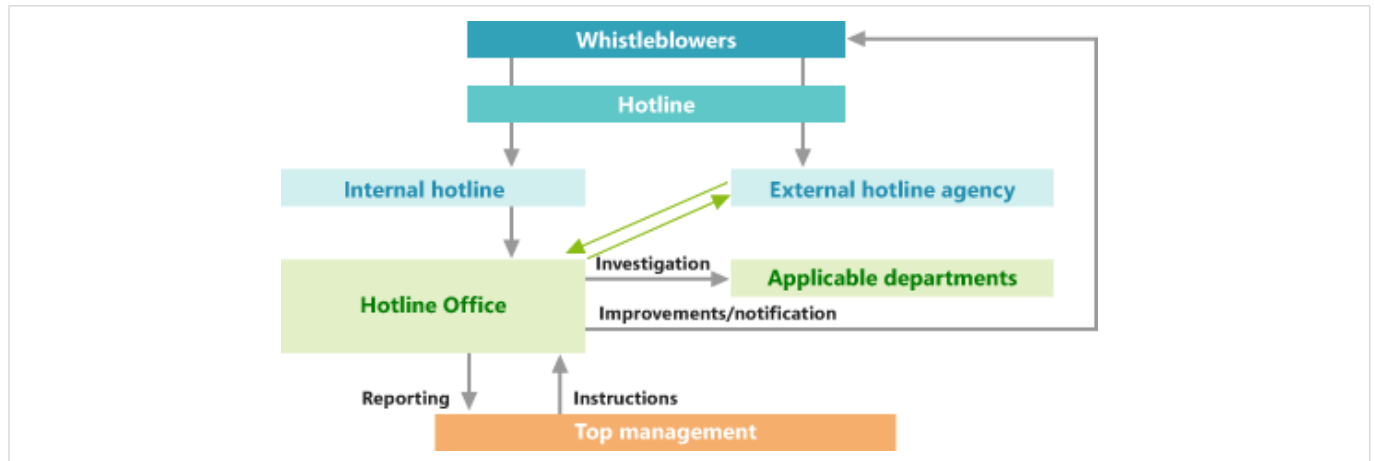 Whistleblowers
Hotline
Internal hotline
External hotline agency
Investigation
Applicable departments
Hotline Office
Improvements/notification
Reporting
Instructions
Top management